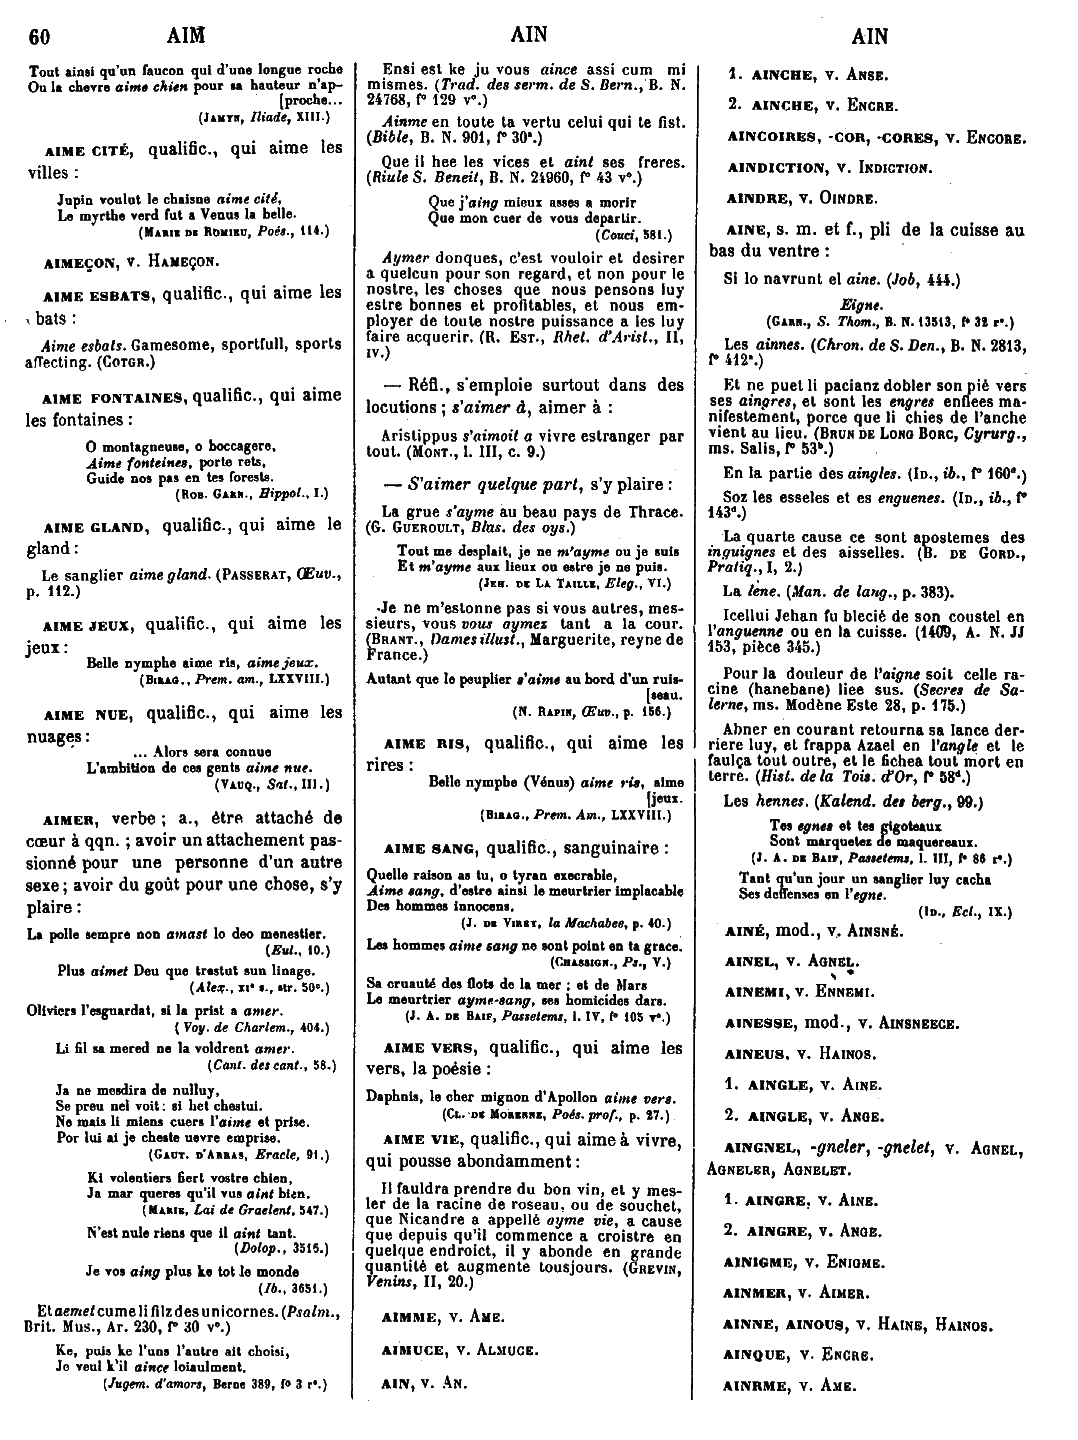 60 AIM AIN AIN
Tout ainsi qu'un faucon qui d'une longue roche
Ou la chevre aime chien pour sa hauteur n'ap-
[proche...
(JAMYN, Iliade, XIII.)
AIME CITÉ, qualific., qui aime les
villes :
Jupin voulut le chaisne aime cité,
Le myrthe verd fut a Venus la belle.
(MARIE DE ROMIEU, Poés., 114.)
AIMEÇON, v. HAMEÇON.
AIME ESBATS, qualific., qui aime les
bats :
Aime esbats. Gamesome, sportfull, sports
affecting. (COTGR.)
AIME FONTAINES, qualific., qui aime
les fontaines :
O montagneuse, o boccagere,
Aime fonteines, porte rets,
Guide nos pas en tes forests.
(ROB. GARN., Hippol., I.)
AIME GLAND, qualific., qui aime le
gland :
Le sanglier aime gland. (PASSERAT, Œuv.,
p. 112.)
AIME JEUX, qualific., qui aime les
jeux :
Belle nymphe aime ris, aime jeux.
(BIRAG., Prem. am., LXXVIII.)
AIME NUE, qualific., qui aime les
nuages :
... Alors sera connue
L'ambition de ces gents aime nue.
(VAUQ., Sat., III.)
AIMER, verbe ; a., être attaché de
cœur à qqn. ; avoir un attachement pas-
sionné pour une personne d'un autre
sexe ; avoir du goût pour une chose, s'y
plaire :
La polle sempre non amast lo deo menestier.
(Eul., 10.)
Plus aimet Deu que trestut sun linage.
(Alex., XIe s., str. 50e.)
Oliviers l'esguardat, si la prist a amer.
(Voy. de Charlem., 404.)
Li fil sa mered ne la voldrent amer.
(Cant. des cant., 58.)
Ja ne mesdira de nulluy,
Se preu nel voit : si het chestui.
Ne mais li miens cuers l'aime et prise.
Por lui ai je cheste uevre emprise.
(GAUT. D'ARRAS, Eracle, 91.)
Ki volentiers fiert vostre chien,
Ja mar queres qu'il vus aint bien.
(MARIE, Lai de Graelent, 547.)
N'est nule riens que il aint tant.
(Dolop., 3516.)
Je vos aing plus ke tot le monde
(Ib., 3651.)
Et aemet cume li filz des unicornes. (Psalm.,
Brit. Mus., Ar. 230, f° 30 v°.)
Ke, puis ke l'uns l'autre ait choisi,
Je veul k'il aince loiaulment.
(Jugem. d'amors, Berne 389, f° 3 r°.)
Ensi est ke ju vous aince assi cum mi
mismes. (Trad. des serm. de S. Bern., B. N.
24768, f° 129 v°.)
Ainme en toute ta vertu celui qui te fist.
(Bible, B. N. 901, f° 30a.)
Que il hee les vices et aint ses freres.
(Riule S. Beneit, B. N. 24960, f° 43 v°.)
Que j'aing mieux asses a morir
Que mon cuer de vous departir.
(Couci, 581.)
Aymer donques, c'est vouloir et desirer
a quelcun pour son regard, et non pour le
nostre, les choses que nous pensons luy
estre bonnes et profitables, et nous em-
ployer de toute nostre puissance a les luy
faire acquerir. (R. EST., Rhet. d'Arist., II,
IV.)
— Réfl., s'emploie surtout dans des
locutions ; s'aimer à, aimer à :
Aristippus s'aimoit a vivre estranger par
tout. (MONT., l. III, c. 9.)
— S'aimer quelque part, s'y plaire :
La grue s'ayme au beau pays de Thrace.
(G. GUEROULT, Blas. des oys.)
Tout me desplait, je ne m'ayme ou je suis
Et m'ayme aux lieux ou estre je ne puis.
(JEH. DE LA TAILLE, Eleg., VI.)
Je ne m'estonne pas si vous autres, mes-
sieurs, vous vous aymez tant a la cour.
(BRANT., Dames illust., Marguerite, reyne de
France.)
Autant que le peuplier s'aime au bord d'un ruis-
[seau.
(N. RAPIN, Œuv., p. 156.)
AIME RIS, qualific., qui aime les
rires :
Belle nymphe (Vénus) aime ris, aime
[jeux.
(BIRAG., Prem. Am., LXXVIII.)
AIME SANG, qualific., sanguinaire :
Quelle raison as tu, o tyran execrable,
Aime sang, d'estre ainsi le meurtrier implacable
Des hommes innocens.
(J. DE VIREY, la Machabee, p. 40.)
Les hommes aime sang ne sont point en ta grace.
(CHASSIGN., Ps., V.)
Sa cruauté des flots de la mer ; et de Mars
Le meurtrier ayme-sang, ses homicides dars.
(J. A. DE BAIF, Passetems, l. IV, f° 105 v°.)
AIME VERS, qualific., qui aime les
vers, la poésie :
Daphnis, le cher mignon d'Apollon aime vers.
(CL. DE MORENNE, Poés. prof., p. 27.)
AIME VIE, qualific., qui aime à vivre,
qui pousse abondamment :
Il fauldra prendre du bon vin, et y mes-
ler de la racine de roseau, ou de souchet,
que Nicandre a appellé ayme vie, a cause
que depuis qu'il commence a croistre en
quelque endroict, il y abonde en grande
quantité et augmente tousjours. (GREVIN,
Venins, II, 20.)
AIMME, v. AME.
AIMUCE, v. ALMUCE.
AIN, v. AN.
1. AINCHE, v. ANSE.
2. AINCHE, v. ENCRE.
AINCOIRES, -COR, -CORES, v. ENCORE.
AINDICTION, v. INDICTION.
AINDRE, v. OINDRE.
AINE, s. m. et f., pli de la cuisse au
bas du ventre :
Si lo navrunt el aine. (Job, 444.)
Eigne.
(GARN., S. Thom., B. N. 13513, f° 32 r°.)
Les ainnes. (Chron. de S. Den., B. N. 2813,
f° 412a.)
Et ne puet li pacianz dobler son pié vers
ses aingres, et sont les engres enflees ma-
nifestement, porce que li chies de l'anche
vient au lieu. (BRUN DE LONG BORC, Cyrurg.,
ms. Salis, f° 53b.)
En la partie des aingles. (ID., ib., f° 160d.)
Soz les esseles et es enguenes. (ID., ib., f°
143d.)
La quarte cause ce sont apostemes des
inguignes et des aisselles. (B. DE GORD.,
Pratiq., I, 2.)
La lène. (Man. de lang., p. 383).
Icellui Jehan fu blecié de son coustel en
l'anguenne ou en la cuisse. (1409, A. N. JJ
153, pièce 345.)
Pour la douleur de l'aigne soit celle ra-
cine (hanebane) liee sus. (Secres de Sa-
lerne, ms. Modène Este 28, p. 175.)
Abner en courant retourna sa lance der-
riere luy, et frappa Azael en l'angle et le
faulça tout outre, et le fichea tout mort en
terre. (Hist. de la Tois. d'Or, f° 58d.)
Les hennes. (Kalend. des berg., 99.)
Tes egnes et tes gigoteaux
Sont marquetez de maquereaux.
(J. A. DE BAIF, Passetems, l. III, f° 86 r°.)
Tant qu'un jour un sanglier luy cacha
Ses deffenses en l'egne.
(ID., Ecl., IX.)
AINÉ, mod., v. AINSNÉ.
AINEL, v. AGNEL.
AINEMI, v. ENNEMI.
AINESSE, mod., v. AINSNEECE.
AINEUS, v. HAINOS.
1. AINGLE, v. AINE.
2. AINGLE, v. ANGE.
AINGNEL, -gneler, -gnelet, v. AGNEL,
AGNELER, AGNELET.
1. AINGRE, v. AINE.
2. AINGRE, v. ANGE.
AINIGME, v. ENIGME.
AINMER, v. AIMER.
AINNE, AINOUS, v. HAINE, HAINOS.
AINQUE, v. ENCRE.
AINRME, v. AME.